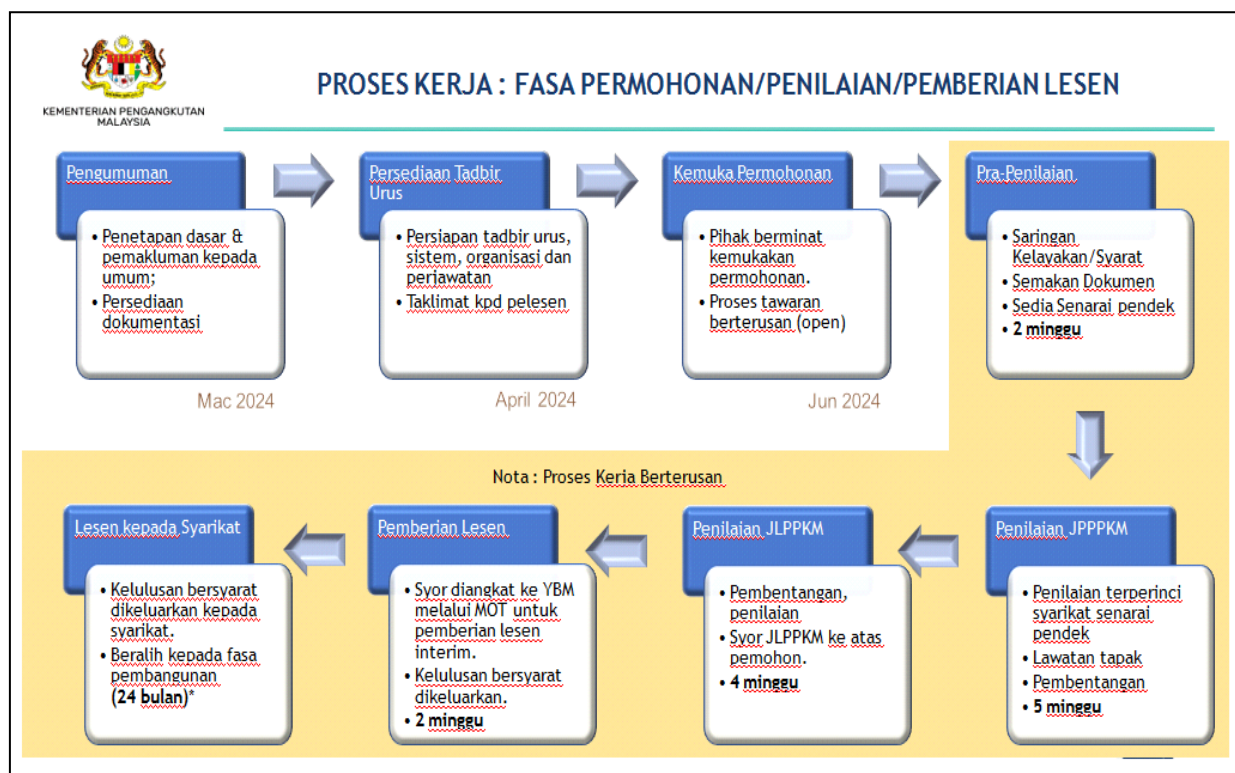 KEMENTERIAN PENGANGKUTAN
MALAYSIA
PROSES KERJA : FASA PERMOHONAN/PENILAIAN/PEMBERIAN LESEN
Pengumuman
• Penetapan dasar &
pemakluman kepada
umum;
• Persediaan
dokumentasi
Mac 2024
Persediaan Tadbir
Urus
• Persiapan tadbir urus,
sistem, organisasi dan
perjawatan
• Taklimat kpd pelesen
April 2024
Kemuka Permohonan
• Pihak berminat
kemukakan
permohonan.
• Proses tawaran
berterusan (open)
Jun 2024
Pra-Penilaian
• Saringan
Kelayakan/Syarat
• Semakan Dokumen
• Sedia Senarai pendek
• 2 minggu
Nota : Proses Kerja Berterusan
Penilaian JPPPKM
• Penilaian terperinci
syarikat senarai
pendek
• Lawatan tapak
• Pembentangan
• 5 minggu
Penilaian JLPPKM
• Pembentangan,
penilaian
• Syor JLPPKM ke atas
pemohon.
• 4 minggu
Pemberian Lesen
• Syor diangkat ke YBM
melalui MOT untuk
pemberian lesen
interim.
• Kelulusan bersyarat
dikeluarkan.
• 2 minggu
Lesen kepada Syarikat
• Kelulusan bersyarat
dikeluarkan kepada
syarikat.
• Beralih kepada fasa
pembangunan
(24 bulan)*